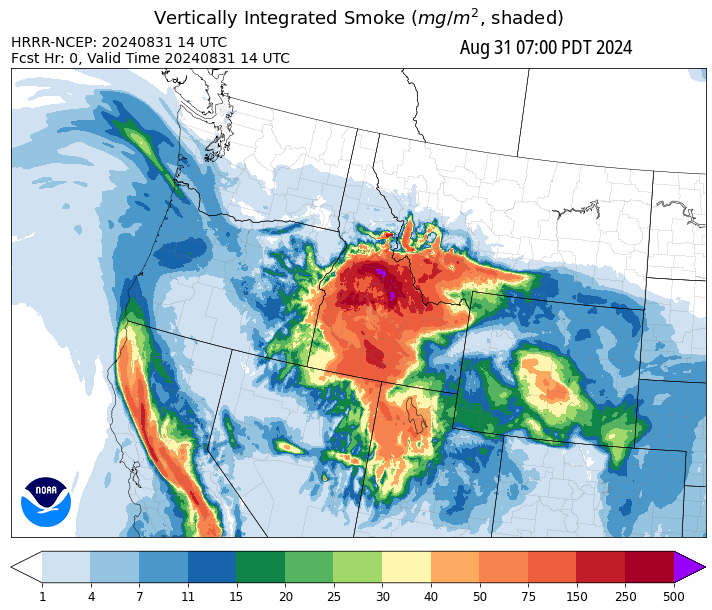 Vertically Integrated Smoke (mg/m², shaded)
HRRR-NCEP: 20240831 14 UTC
Aug 31 07:00 PDT 2024
Fcst Hr: 0, Valid Time 20240831 14 UTC
NOAA
1 4 7 11 15 20 25 30 40 50 75 150 250 500